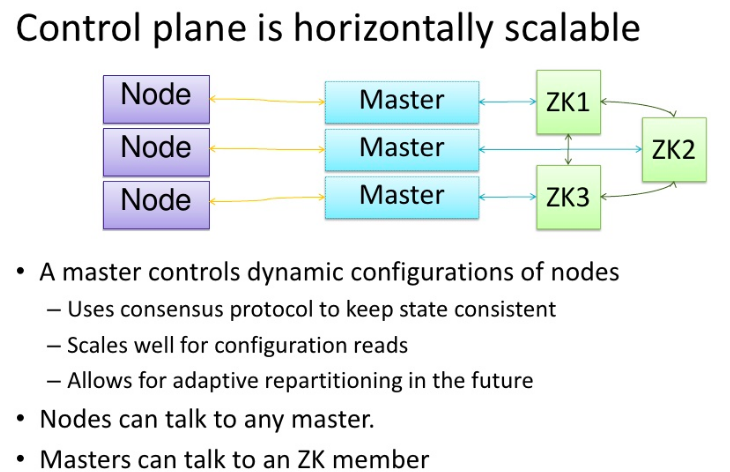 Control plane is horizontally scalable
Node
Master
ZK1
Node
Master
ZK2
Node
Master
ZK3
• A master controls dynamic configurations of nodes
– Uses consensus protocol to keep state consistent
– Scales well for configuration reads
– Allows for adaptive repartitioning in the future
• Nodes can talk to any master.
• Masters can talk to an ZK member